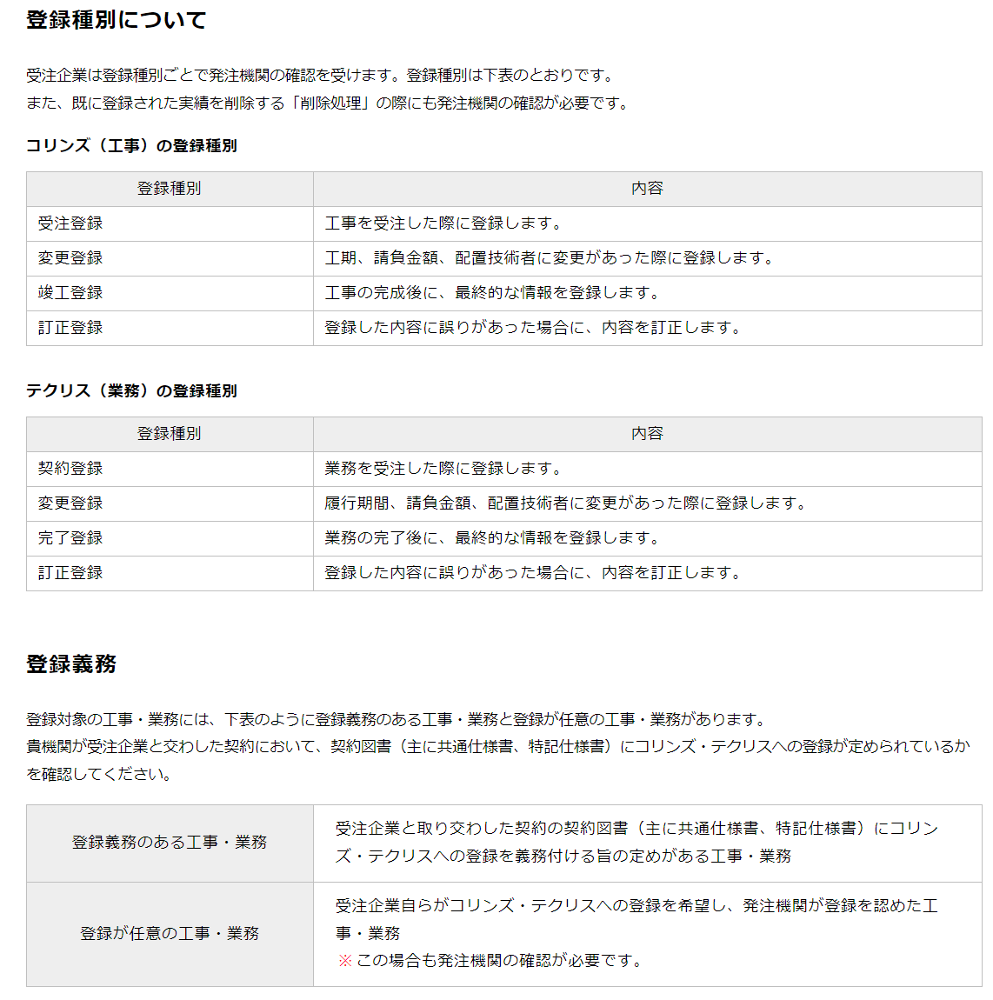 登録種別について
受注企業は登録種別ごとで発注機関の確認を受けます。登録種別は下表のとおりです。
また、既に登録された実績を削除する「削除処理」の際にも発注機関の確認が必要です。
コリンズ（工事）の登録種別
登録種別 内容
受注登録 工事を受注した際に登録します。
変更登録 工期、請負金額、配置技術者に変更があった際に登録します。
竣工登録 工事の完成後に、最終的な情報を登録します。
訂正登録 登録した内容に誤りがあった場合に、内容を訂正します。
テクリス（業務）の登録種別
登録種別 内容
契約登録 業務を受注した際に登録します。
変更登録 履行期間、請負金額、配置技術者に変更があった際に登録します。
完了登録 業務の完了後に、最終的な情報を登録します。
訂正登録 登録した内容に誤りがあった場合に、内容を訂正します。
登録義務
登録対象の工事・業務には、下表のように登録義務のある工事・業務と登録が任意の工事・業務があります。
貴機関が受注企業と交わした契約において、契約図書（主に共通仕様書、特記仕様書）にコリンズ・テクリスへの登録が定められているか
を確認してください。
登録義務のある工事・業務
受注企業と取り交わした契約の契約図書（主に共通仕様書、特記仕様書）にコリン
ズ・テクリスへの登録を義務付ける旨の定めがある工事・業務
登録が任意の工事・業務
受注企業自らがコリンズ・テクリスへの登録を希望し、発注機関が登録を認めた工
事・業務
※ この場合も発注機関の確認が必要です。